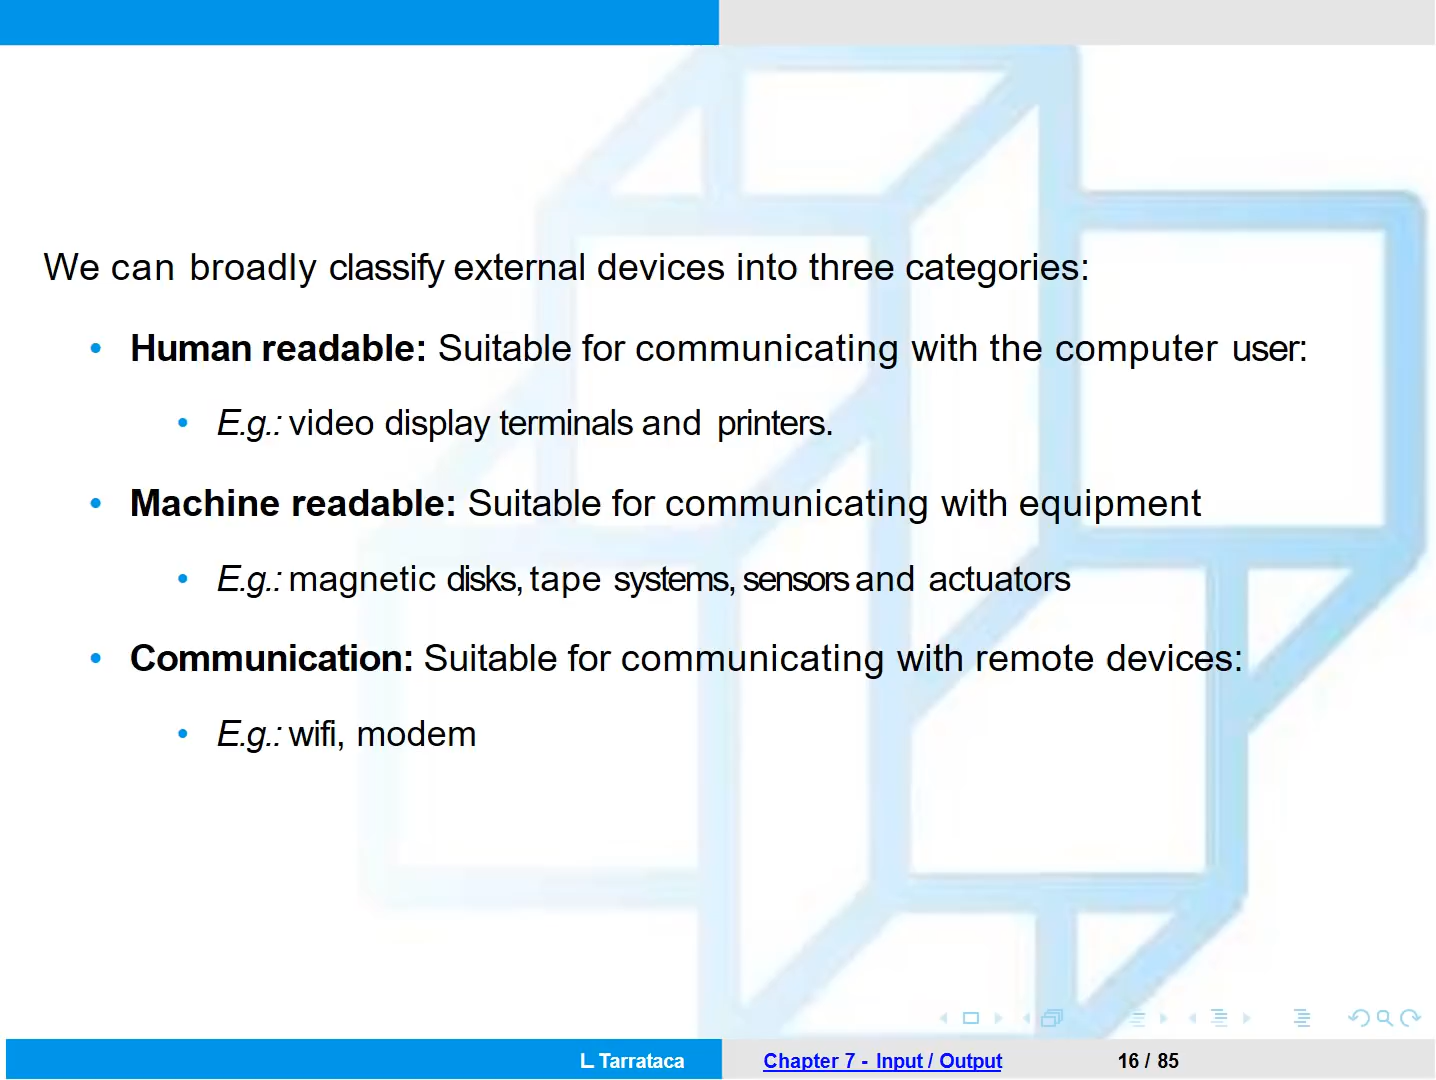 We can broadly classify external devices into three categories:
• Human readable: Suitable for communicating with the computer user:
• E.g.: video display terminals and printers.
• Machine readable: Suitable for communicating with equipment
• E.g.: magnetic disks, tape systems, sensors and actuators
• Communication: Suitable for communicating with remote devices:
• E.g.: wifi, modem
L Tarrataca Chapter 7 - Input / Output 16 / 85